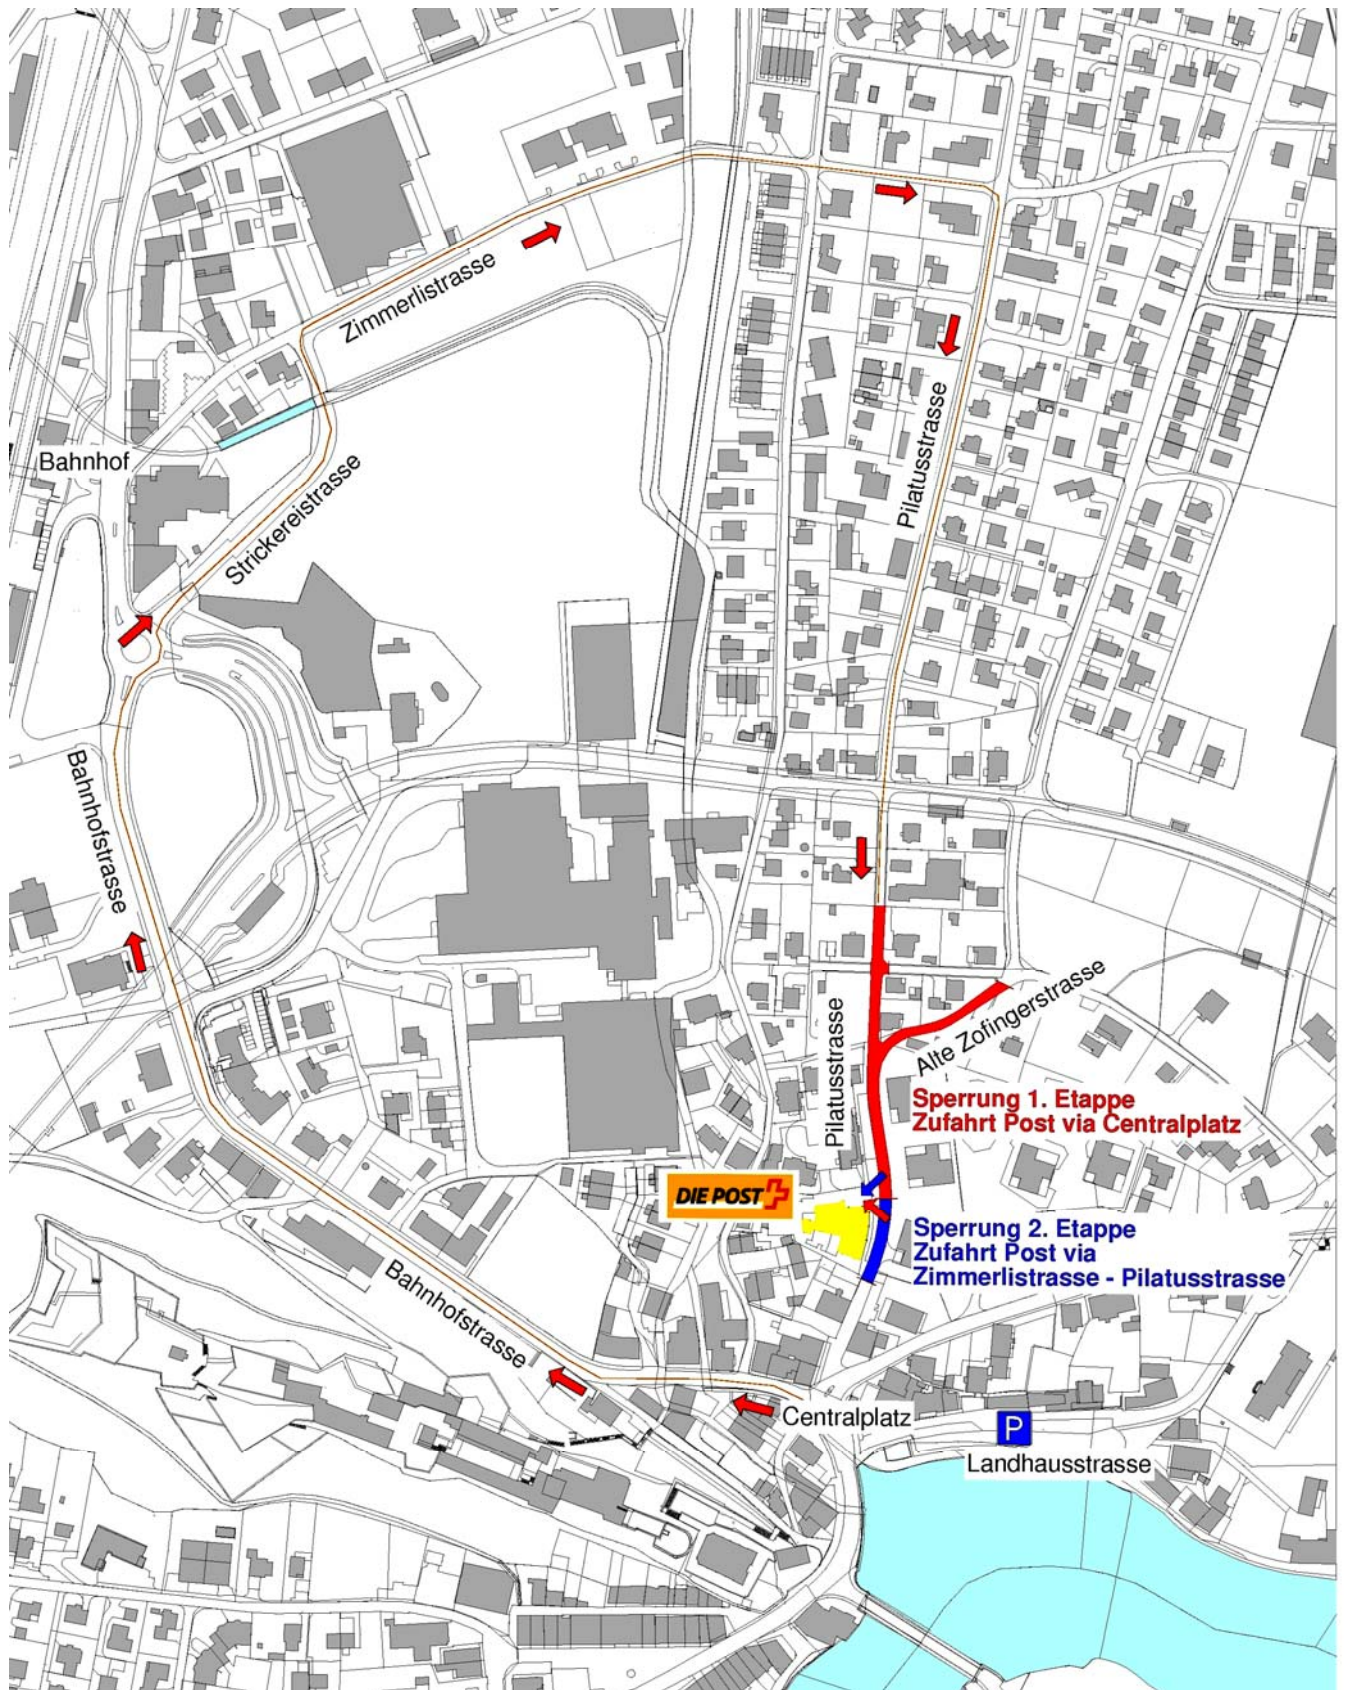 Zimmerlistrasse
Bahnhof
Strickereistrasse
Pilatusstrasse
Bahnhofstrasse
Alte Zofingerstrasse
Pilatusstrasse
Sperrung 1. Etappe
Zufahrt Post via Centralplatz
DIE POST
Sperrung 2. Etappe
Zufahrt Post via
Zimmerlistrasse - Pilatusstrasse
Bahnhofstrasse
Centralplatz
P
Landhausstrasse